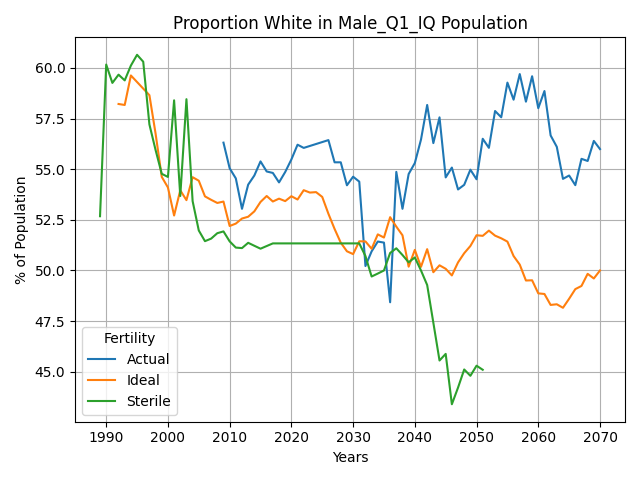 Proportion White in Male_Q1_IQ Population
% of Population
60.0
57.5
55.0
52.5
50.0
47.5
45.0
Fertility
Actual
Ideal
Sterile
1990 2000 2010 2020 2030 2040 2050 2060 2070
Years